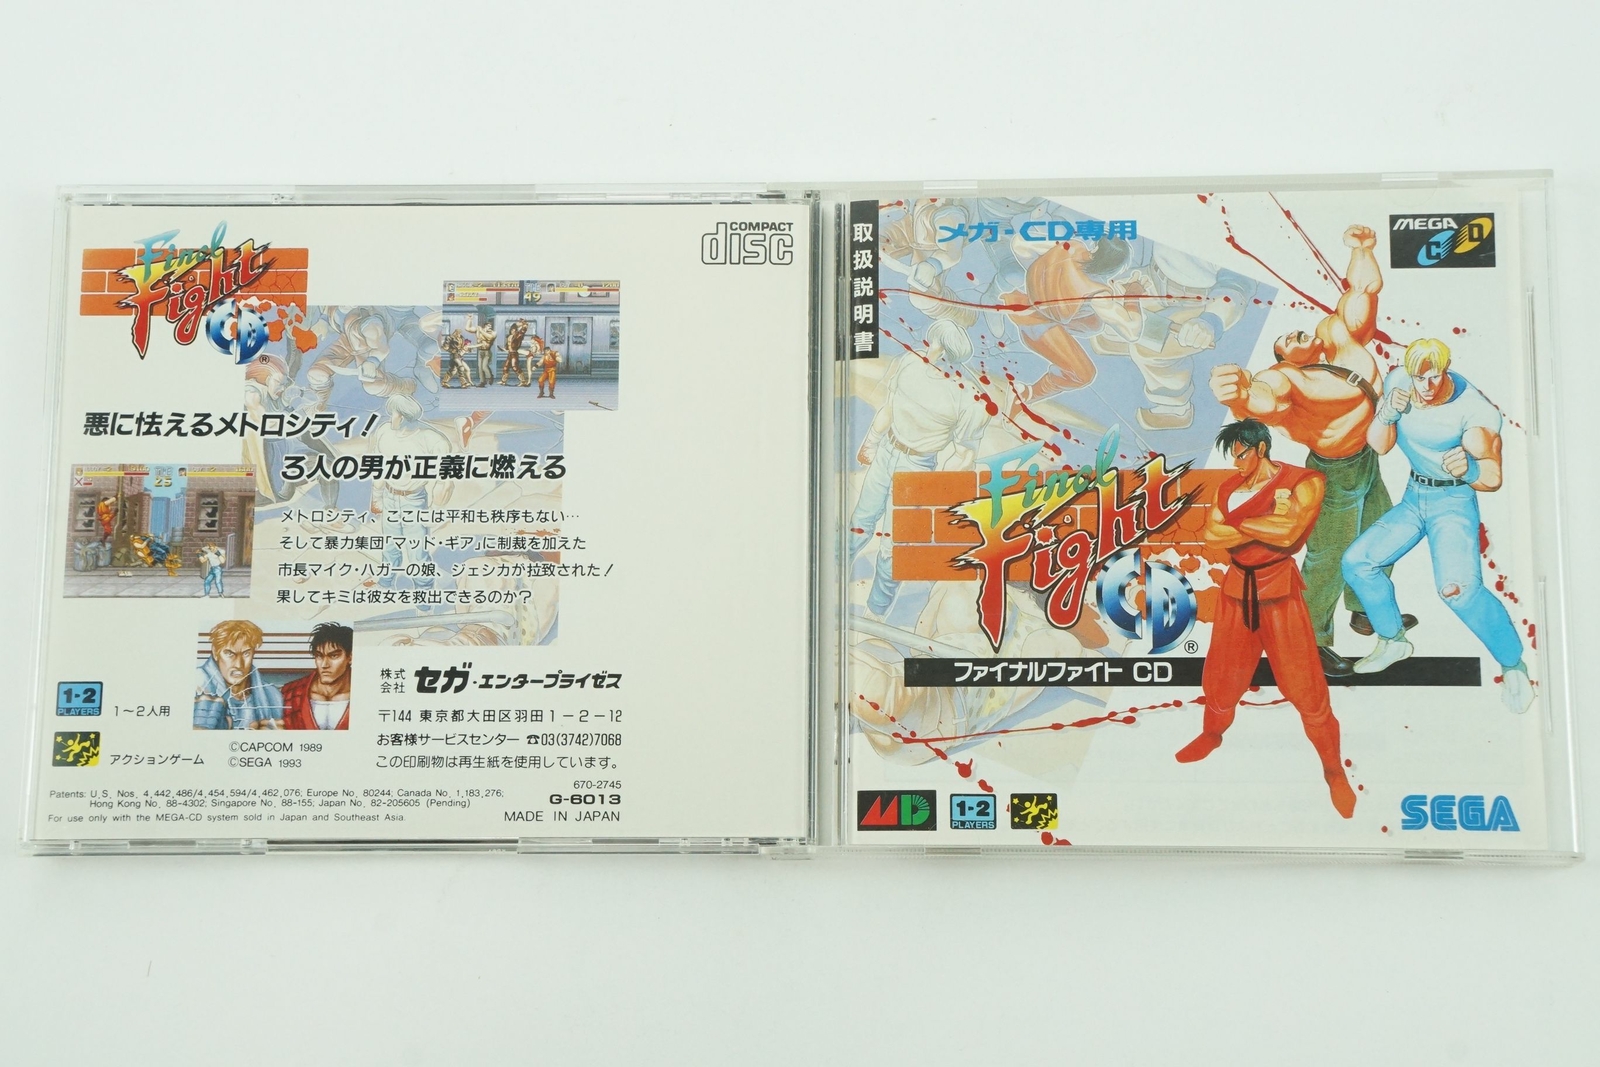 Final
Fight
CD
®
COMPACT
disc
49
悪に怯えるメトロシティ！
3人の男が正義に燃える
25
メトロシティ、ここには平和も秩序もない…
そして暴力集団「マッド・ギア」に制裁を加えた
市長マイク・ハガーの娘、ジェシカが拉致された！
果してキミは彼女を救出できるのか？
1-2
PLAYERS
1〜2人用
アクションゲーム
©CAPCOM 1989
©SEGA 1993
株式会社 セガ・エンタープライゼス
〒144 東京都大田区羽田1-2-12
お客様サービスセンター ☎03(3742)7068
この印刷物は再生紙を使用しています。
670-2745
G-6013
MADE IN JAPAN
Patents: U.S. Nos. 4,442,486/4,454,594/4,462,076; Europe No. 80244; Canada No. 1,183,276;
Hong Kong No. 88-4302; Singapore No. 88-155; Japan No. 82-205605 (Pending)
For use only with the MEGA-CD system sold in Japan and Southeast Asia.
取扱説明書
メガ-CD専用
MEGA
CD
Final
Fight
CD
®
ファイナルファイト CD
MD
1-2
PLAYERS
SEGA